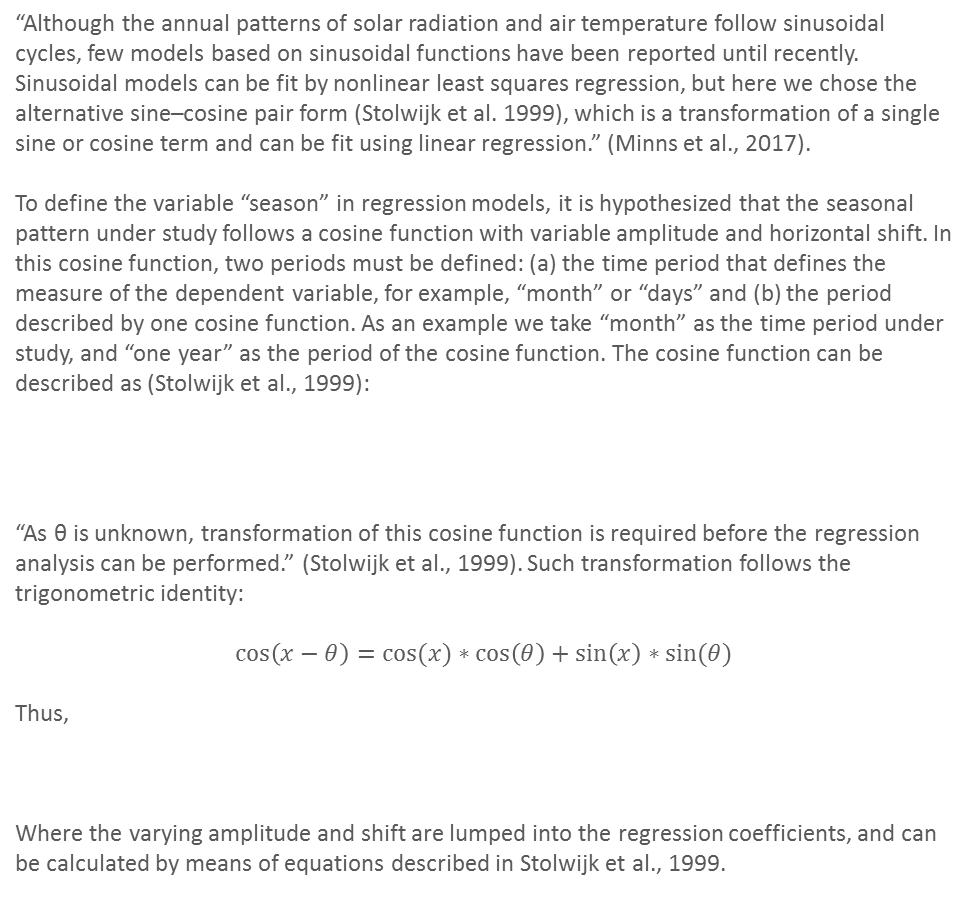 “Although the annual patterns of solar radiation and air temperature follow sinusoidal
cycles, few models based on sinusoidal functions have been reported until recently.
Sinusoidal models can be fit by nonlinear least squares regression, but here we chose the
alternative sine–cosine pair form (Stolwijk et al. 1999), which is a transformation of a single
sine or cosine term and can be fit using linear regression.” (Minns et al., 2017).
To define the variable “season” in regression models, it is hypothesized that the seasonal
pattern under study follows a cosine function with variable amplitude and horizontal shift. In
this cosine function, two periods must be defined: (a) the time period that defines the
measure of the dependent variable, for example, “month” or “days” and (b) the period
described by one cosine function. As an example we take “month” as the time period under
study, and “one year” as the period of the cosine function. The cosine function can be
described as (Stolwijk et al., 1999):
“As θ is unknown, transformation of this cosine function is required before the regression
analysis can be performed.” (Stolwijk et al., 1999). Such transformation follows the
trigonometric identity:
cos(x − θ) = cos(x) ∗ cos(θ) + sin(x) ∗ sin(θ)
Thus,
Where the varying amplitude and shift are lumped into the regression coefficients, and can
be calculated by means of equations described in Stolwijk et al., 1999.